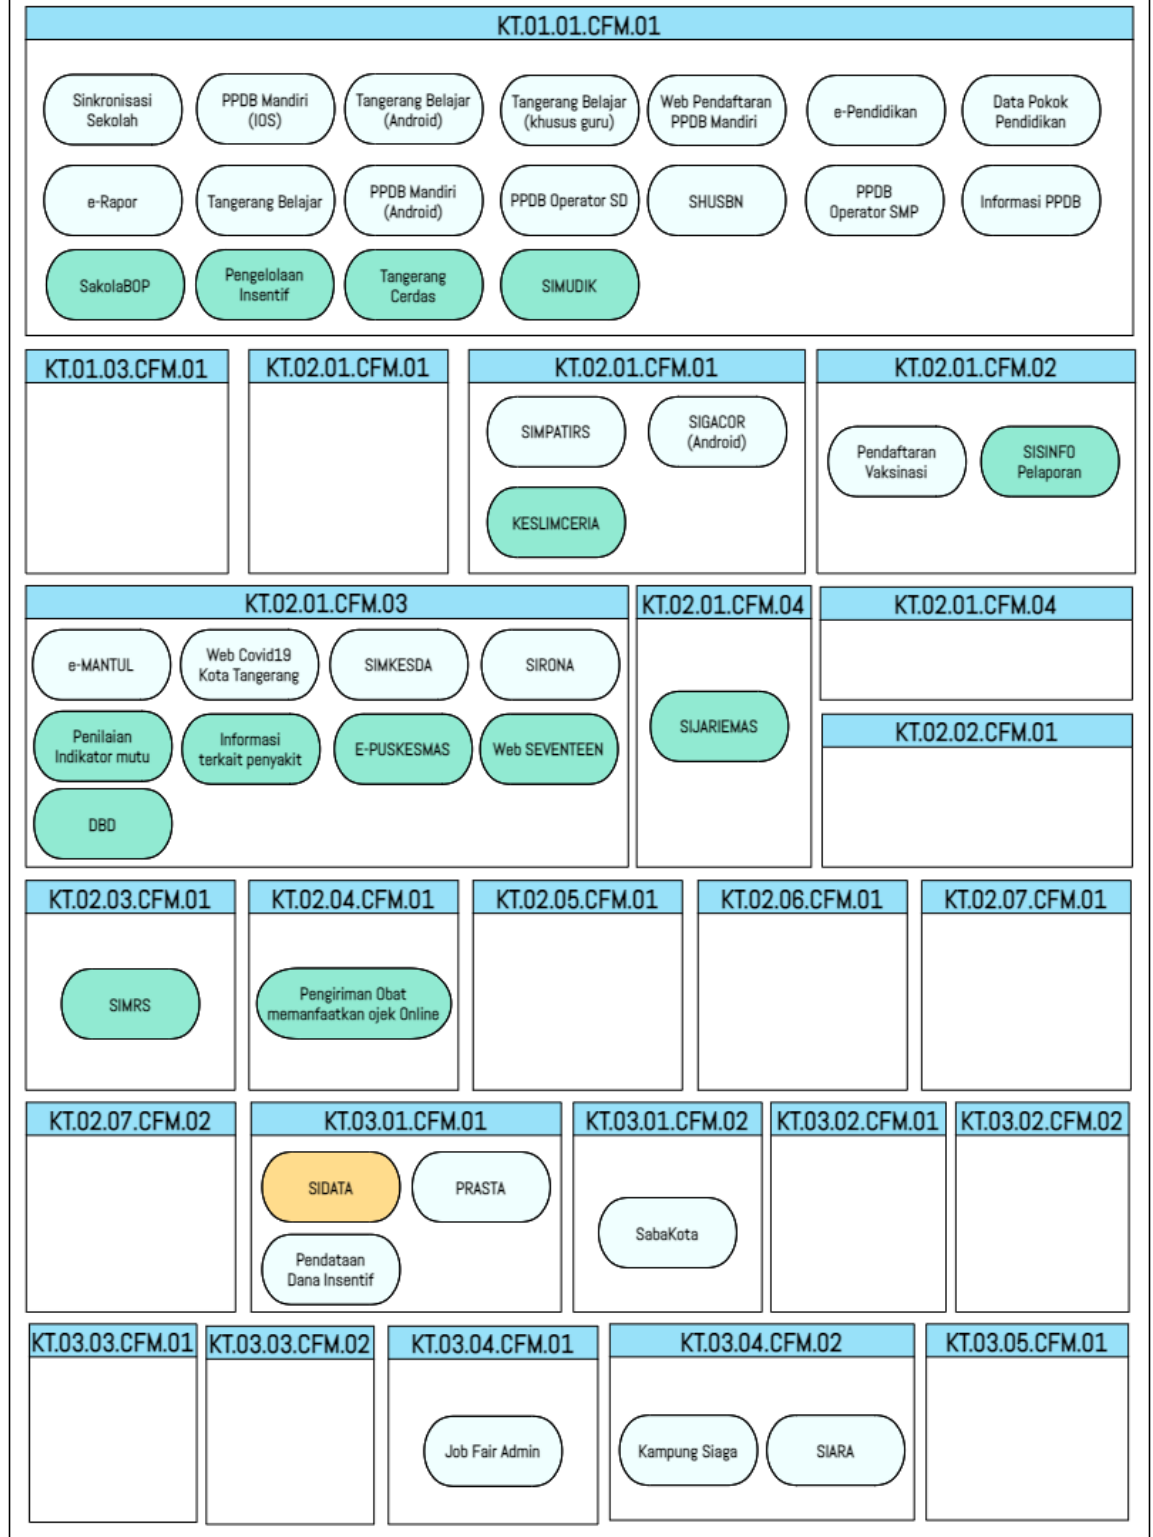 KT.01.01.CFM.01
Sinkronisasi
Sekolah
PPDB Mandiri
(IOS)
Tangerang Belajar
(Android)
Tangerang Belajar
(khusus guru)
Web Pendaftaran
PPDB Mandiri
e-Pendidikan
Data Pokok
Pendidikan
e-Rapor
Tangerang Belajar
PPDB Mandiri
(Android)
PPDB Operator SD
SHUSBN
PPDB
Operator SMP
Informasi PPDB
SakolaBOP
Pengelolaan
Insentif
Tangerang
Cerdas
SIMUDIK
KT.01.03.CFM.01
KT.02.01.CFM.01
KT.02.01.CFM.01
SIMPATIRS
SIGACOR
(Android)
KESLIMCERIA
KT.02.01.CFM.02
Pendaftaran
Vaksinasi
SISINFO
Pelaporan
KT.02.01.CFM.03
e-MANTUL
Web Covid19
Kota Tangerang
SIMKESDA
SIRONA
Penilaian
Indikator mutu
Informasi
terkait penyakit
E-PUSKESMAS
Web SEVENTEEN
DBD
KT.02.01.CFM.04
SIJARIEMAS
KT.02.01.CFM.04
KT.02.02.CFM.01
KT.02.03.CFM.01
SIMRS
KT.02.04.CFM.01
Pengiriman Obat
memanfaatkan ojek Online
KT.02.05.CFM.01
KT.02.06.CFM.01
KT.02.07.CFM.01
KT.02.07.CFM.02
KT.03.01.CFM.01
SIDATA
PRASTA
Pendataan
Dana Insentif
KT.03.01.CFM.02
SabaKota
KT.03.02.CFM.01
KT.03.02.CFM.02
KT.03.03.CFM.01
KT.03.03.CFM.02
KT.03.04.CFM.01
Job Fair Admin
KT.03.04.CFM.02
Kampung Siaga
SIARA
KT.03.05.CFM.01